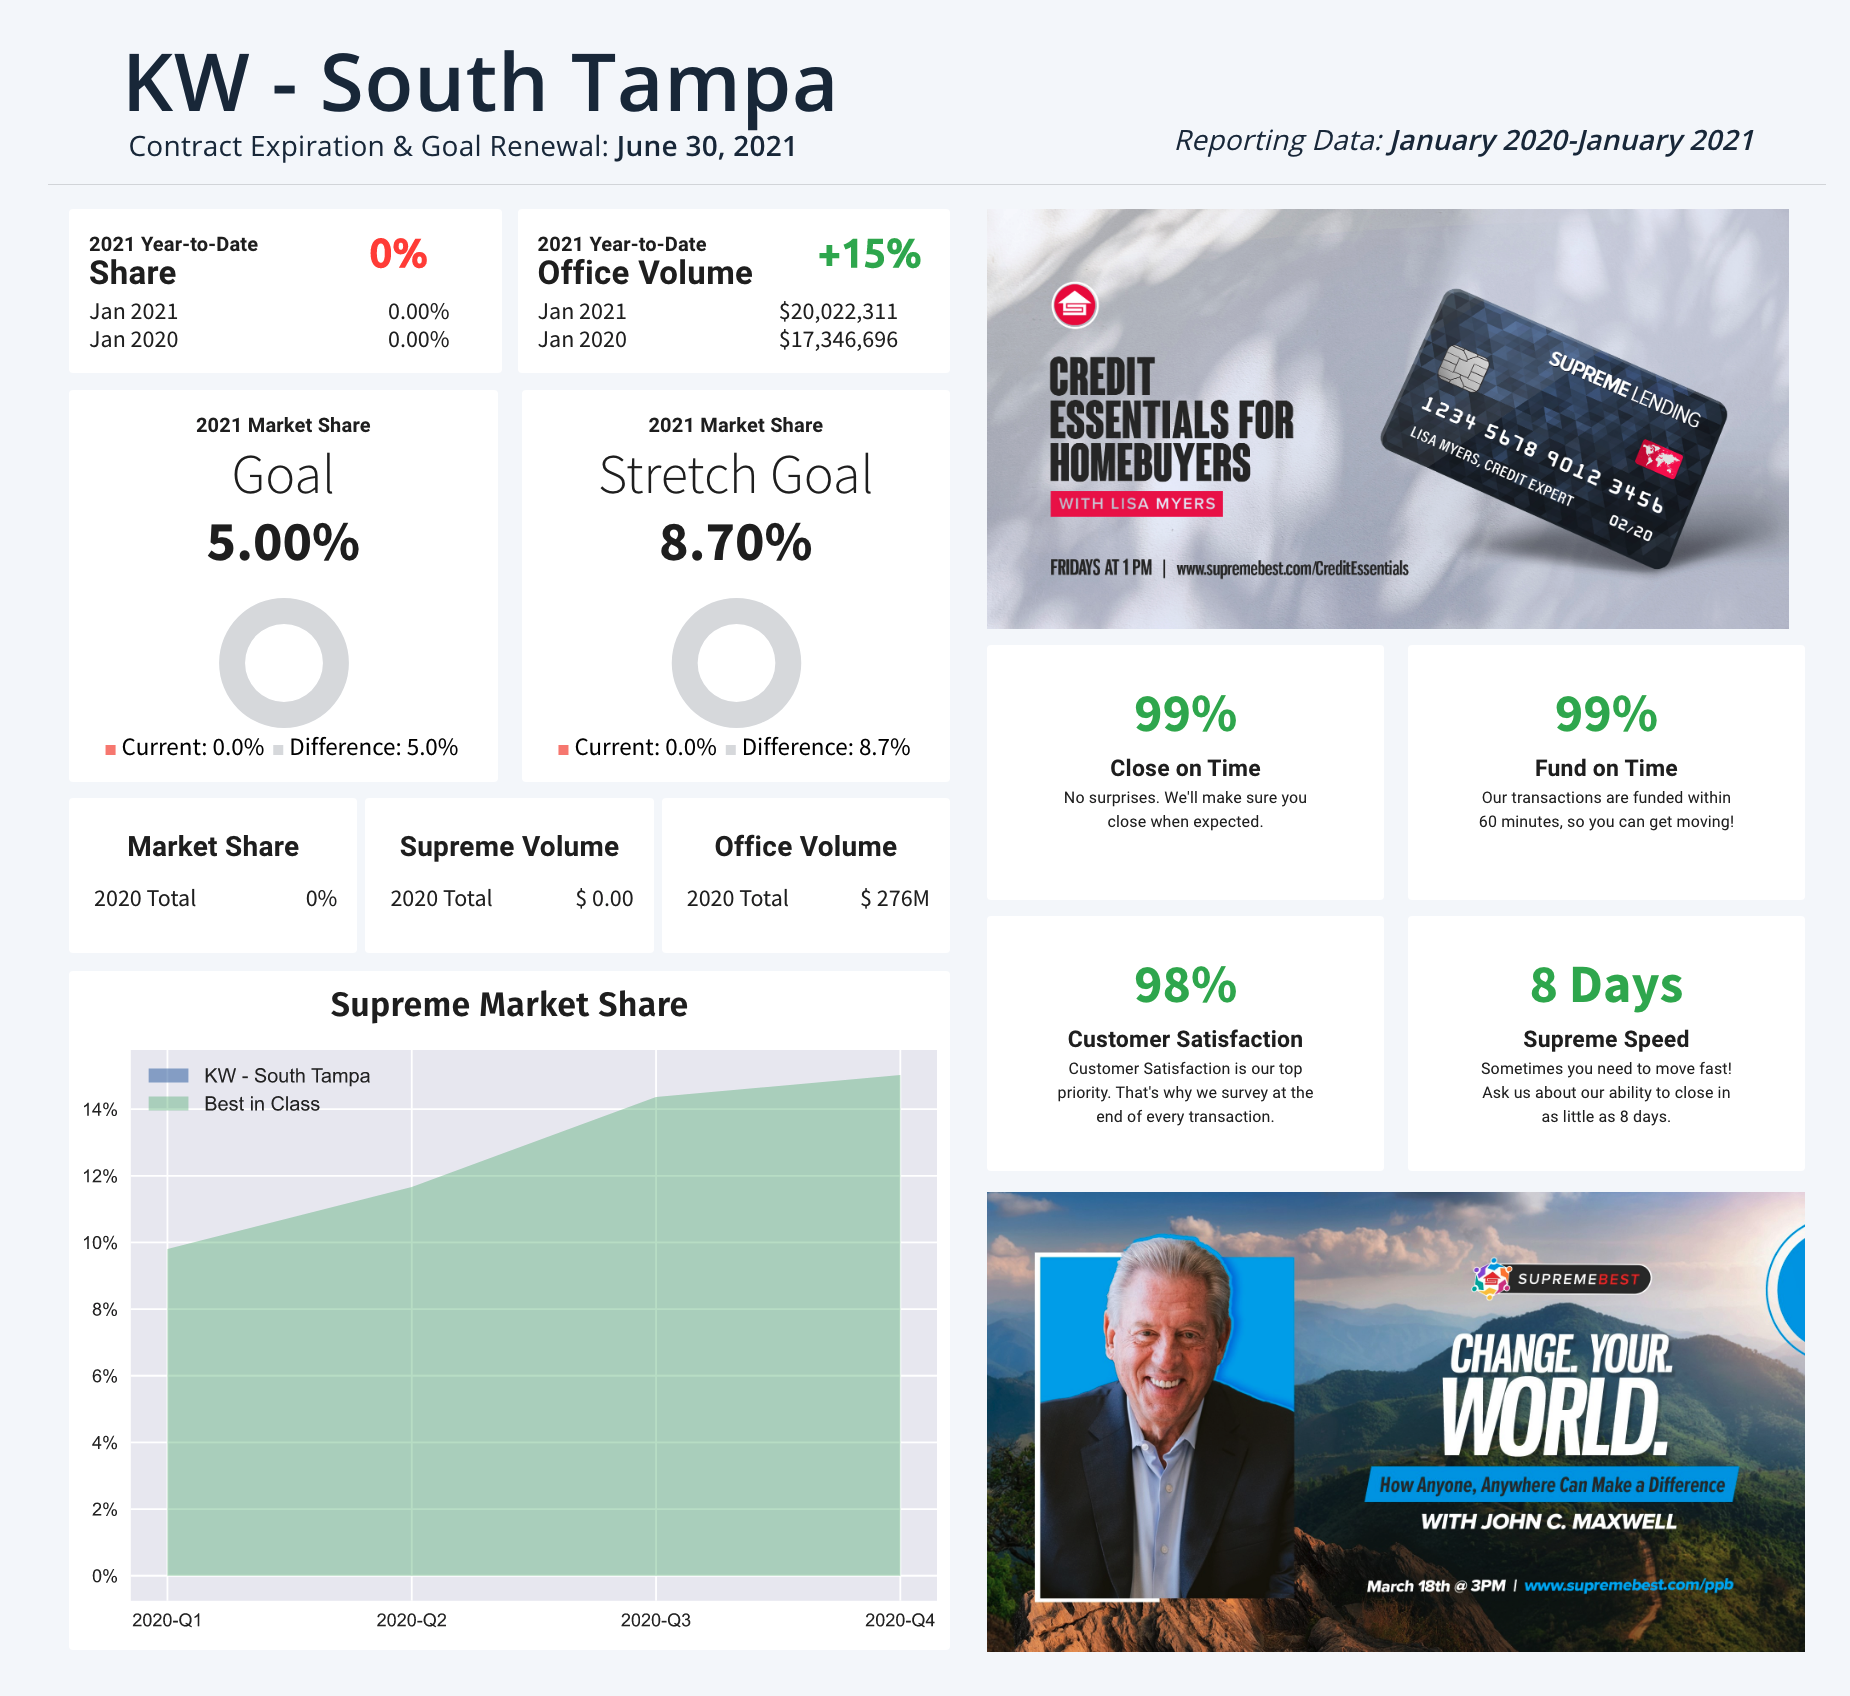 KW - South Tampa
Contract Expiration & Goal Renewal: June 30, 2021
Reporting Data: January 2020-January 2021
2021 Year-to-Date
Share
0%
Jan 2021 0.00%
Jan 2020 0.00%
2021 Year-to-Date
Office Volume
+15%
Jan 2021 $20,022,311
Jan 2020 $17,346,696
2021 Market Share
Goal
5.00%
Current: 0.0% Difference: 5.0%
2021 Market Share
Stretch Goal
8.70%
Current: 0.0% Difference: 8.7%
Market Share
2020 Total 0%
Supreme Volume
2020 Total $ 0.00
Office Volume
2020 Total $ 276M
Supreme Market Share
KW - South Tampa
Best in Class
14%
12%
10%
8%
6%
4%
2%
0%
2020-Q1 2020-Q2 2020-Q3 2020-Q4
CREDIT
ESSENTIALS FOR
HOMEBUYERS
WITH LISA MYERS
FRIDAYS AT 1 PM | www.supremebest.com/CreditEssentials
SUPREME LENDING
1234 5678 9012 3456
LISA MYERS, CREDIT EXPERT
02/20
99%
Close on Time
No surprises. We'll make sure you
close when expected.
99%
Fund on Time
Our transactions are funded within
60 minutes, so you can get moving!
98%
Customer Satisfaction
Customer Satisfaction is our top
priority. That's why we survey at the
end of every transaction.
8 Days
Supreme Speed
Sometimes you need to move fast!
Ask us about our ability to close in
as little as 8 days.
SUPREMEBEST
CHANGE. YOUR.
WORLD.
How Anyone, Anywhere Can Make a Difference
WITH JOHN C. MAXWELL
March 18th @ 3PM | www.supremebest.com/ppb